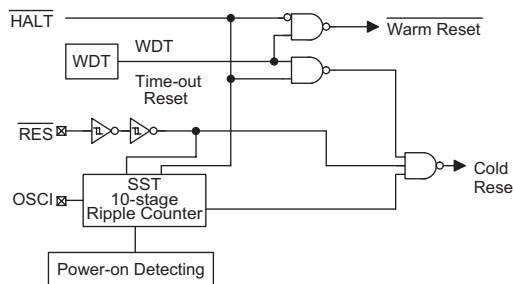 HALT
Warm Reset
WDT
WDT
Time-out
Reset
RES
Cold
Rese
OSCI
SST
10-stage
Ripple Counter
Power-on Detecting